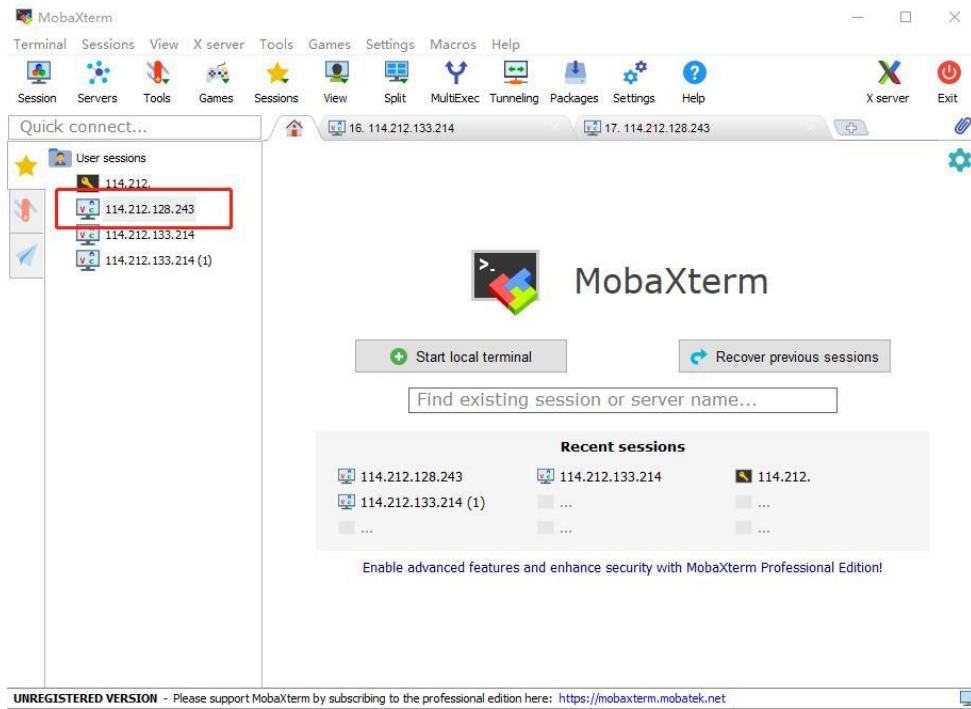 MobaXterm
Terminal Sessions View X server Tools Games Settings Macros Help
Session Servers Tools Games Sessions View Split MultiExec Tunneling Packages Settings Help X server Exit
Quick connect...
16. 114.212.133.214
17. 114.212.128.243
User sessions
114.212.
114.212.128.243
114.212.133.214
114.212.133.214 (1)
MobaXterm
Start local terminal
Recover previous sessions
Find existing session or server name...
Recent sessions
114.212.128.243 114.212.133.214 114.212.
114.212.133.214 (1) ... ...
... ... ...
Enable advanced features and enhance security with MobaXterm Professional Edition!
UNREGISTERED VERSION - Please support MobaXterm by subscribing to the professional edition here: https://mobaxterm.mobatek.net